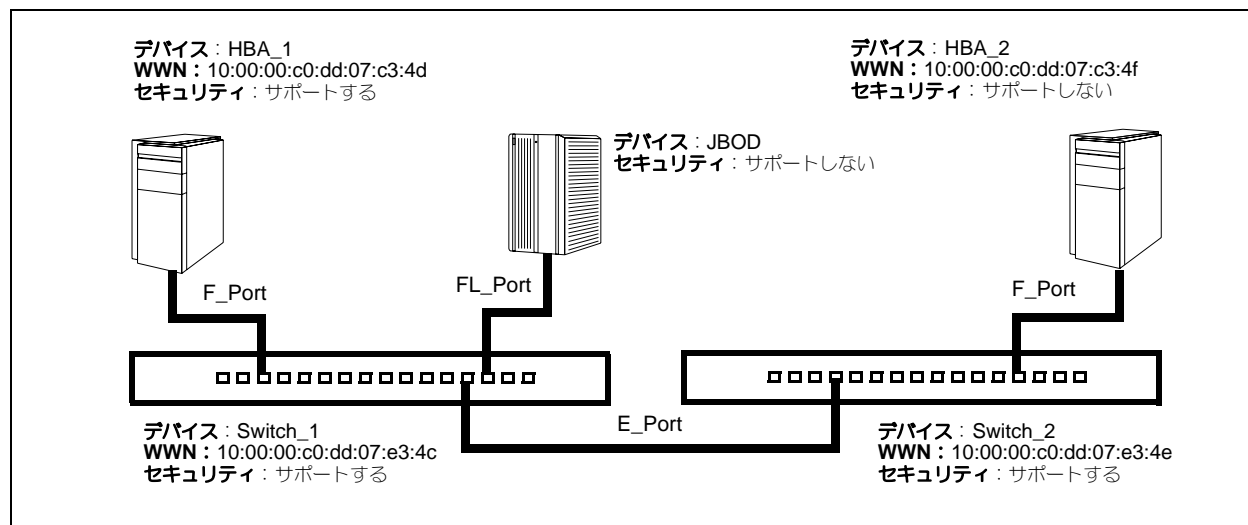 デバイス：HBA_1
WWN：10:00:00:c0:dd:07:c3:4d
セキュリティ：サポートする
デバイス：HBA_2
WWN：10:00:00:c0:dd:07:c3:4f
セキュリティ：サポートしない
デバイス：JBOD
セキュリティ：サポートしない
F_Port
FL_Port
F_Port
E_Port
デバイス：Switch_1
WWN：10:00:00:c0:dd:07:e3:4c
セキュリティ：サポートする
デバイス：Switch_2
WWN：10:00:00:c0:dd:07:e3:4e
セキュリティ：サポートする